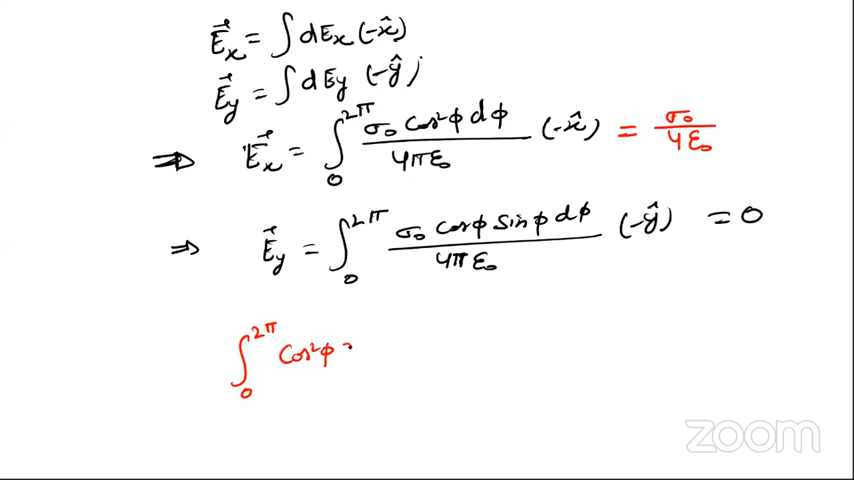 E⃗x = ∫ dEx (-x̂)
E⃗y = ∫ dEy (-ŷ)
⇒ E⃗x = ∫₀^2π σ₀ cos²φ dφ / 4πε₀ (-x̂) = σ₀ / 4ε₀
⇒ E⃗y = ∫₀^2π σ₀ cosφ sinφ dφ / 4πε₀ (-ŷ) = 0
∫₀^2π cos²φ
zoom